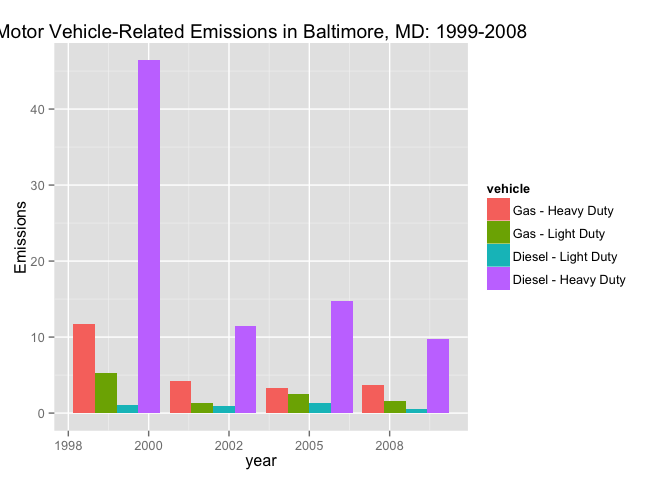 Motor Vehicle-Related Emissions in Baltimore, MD: 1999-2008
Emissions
40
30
20
10
0
1998
2000
2002
2005
2008
year
vehicle
Gas - Heavy Duty
Gas - Light Duty
Diesel - Light Duty
Diesel - Heavy Duty